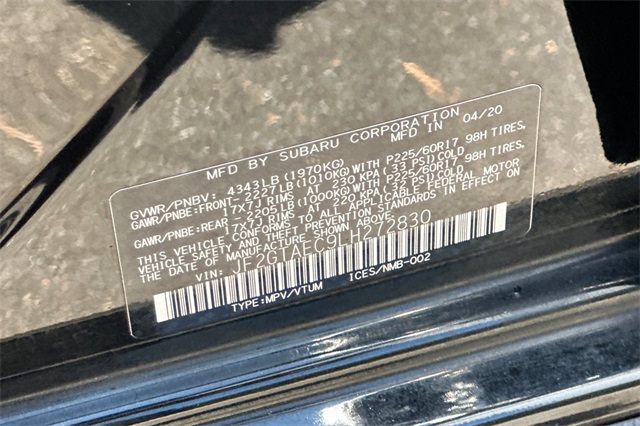 MFD BY SUBARU CORPORATION
MFD IN 04/20
GVWR/PNBV: 4343LB (1970KG)
GAWR/PNBE:FRONT- 2227LB(1010KG)WITH P225/60R17 98H TIRES,
17X7J RIMS AT 230 KPA (33 PSI)COLD
GAWR/PNBE:REAR - 2205LB(1000KG)WITH P225/60R17 98H TIRES,
17X7J RIMS AT 220 KPA(32 PSI)COLD
THIS VEHICLE CONFORMS TO ALL APPLICABLE FEDERAL MOTOR
VEHICLE SAFETY AND THEFT PREVENTION STANDARDS IN EFFECT ON
THE DATE OF MANUFACTURE SHOWN ABOVE.
VIN: JF2GTAEC9LH272830
TYPE:MPV/VTUM ICES/NMB-002